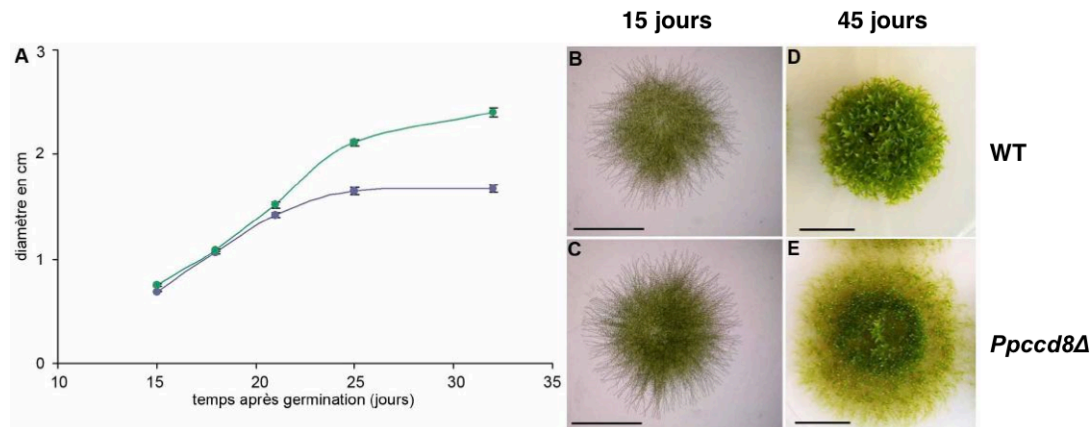 15 jours
45 jours
A
3
2
1
0
diamètre en cm
10
15
20
25
30
35
temps après germination (jours)
B
D
WT
C
E
Ppccd8Δ